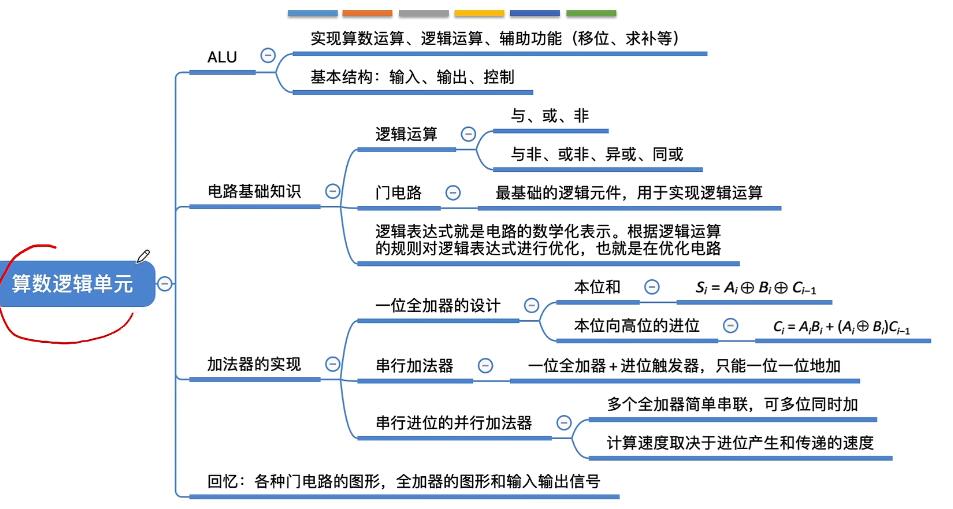 算数逻辑单元
ALU
实现算数运算、逻辑运算、辅助功能（移位、求补等）
基本结构：输入、输出、控制
电路基础知识
逻辑运算
与、或、非
与非、或非、异或、同或
门电路
最基础的逻辑元件，用于实现逻辑运算
逻辑表达式就是电路的数学化表示。根据逻辑运算
的规则对逻辑表达式进行优化，也就是在优化电路
加法器的实现
一位全加器的设计
本位和
Sᵢ = Aᵢ ⊕ Bᵢ ⊕ Cᵢ₋₁
本位向高位的进位
Cᵢ = AᵢBᵢ + (Aᵢ ⊕ Bᵢ)Cᵢ₋₁
串行加法器
一位全加器 + 进位触发器，只能一位一位地加
串行进位的并行加法器
多个全加器简单串联，可多位同时加
计算速度取决于进位产生和传递的速度
回忆：各种门电路的图形，全加器的图形和输入输出信号